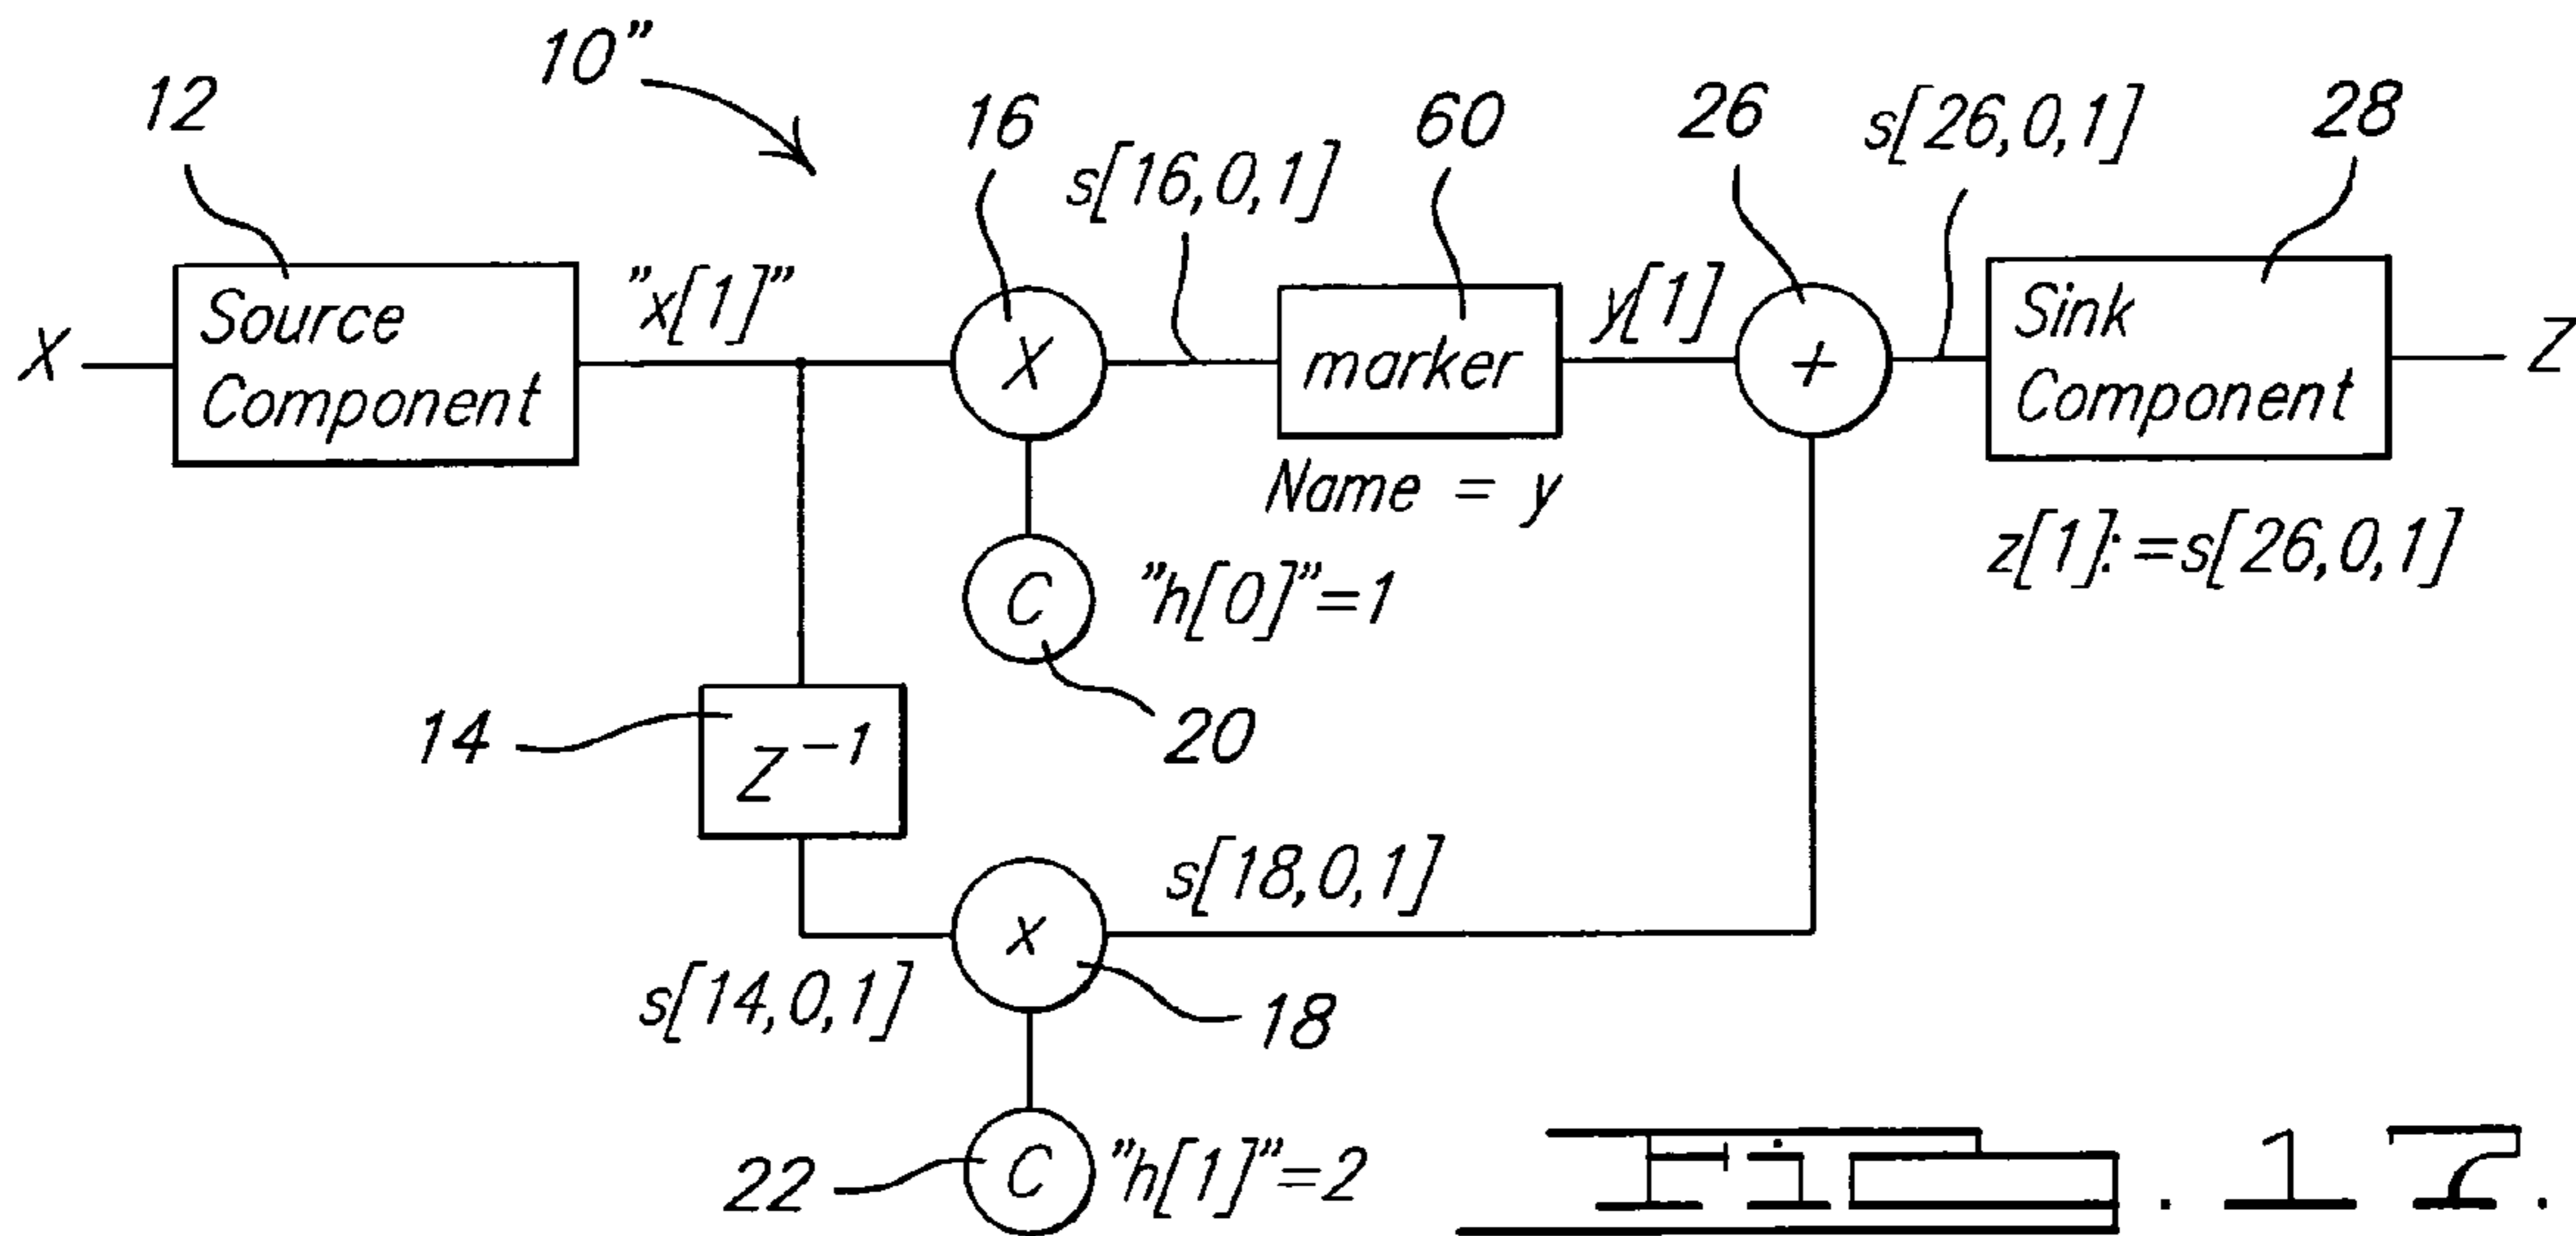 10"
12
16
60
26
s[26,0,1]
28
s[16,0,1]
X
Source
Component
"x[1]"
X
marker
y[1]
+
Sink
Component
Z
Name = y
z[1]:=s[26,0,1]
C
"h[0]"=1
20
14
Z⁻¹
s[18,0,1]
x
s[14,0,1]
18
22
C
"h[1]"=2
Fig.17.